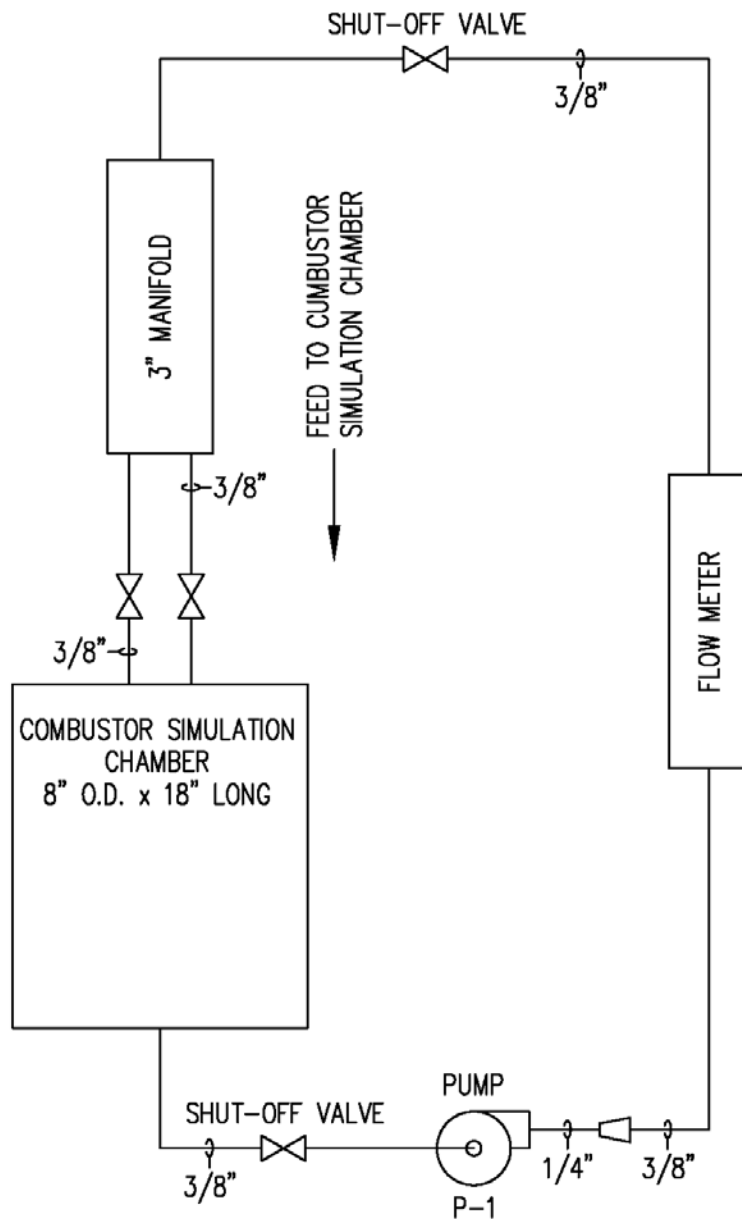 SHUT-OFF VALVE
3/8"
3" MANIFOLD
FEED TO CUMBUSTOR
SIMULATION CHAMBER
3/8"
3/8"
FLOW METER
COMBUSTOR SIMULATION
CHAMBER
8" O.D. x 18" LONG
PUMP
SHUT-OFF VALVE
3/8"
1/4"
3/8"
P-1